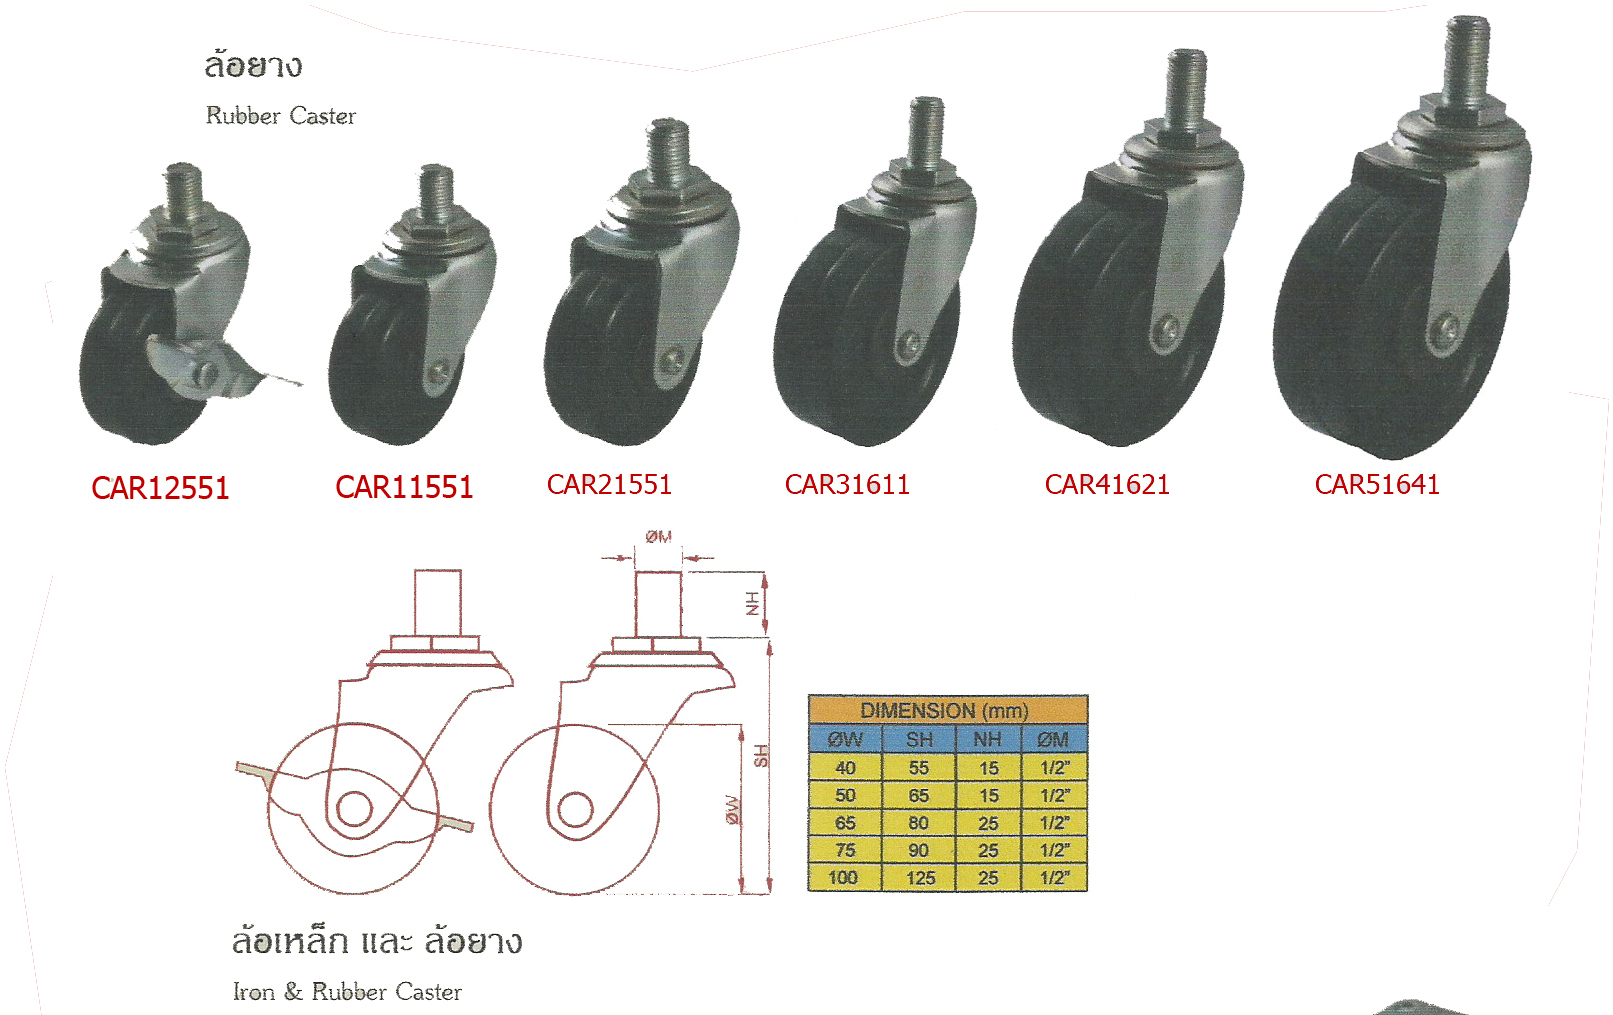 ล้อยาง
Rubber Caster
CAR12551 CAR11551 CAR21551 CAR31611 CAR41621 CAR51641
ØM
NH
SH
ØW
DIMENSION (mm)
ØW SH NH ØM
40 55 15 1/2"
50 65 15 1/2"
65 80 25 1/2"
75 90 25 1/2"
100 125 25 1/2"
ล้อเหล็ก และ ล้อยาง
Iron & Rubber Caster